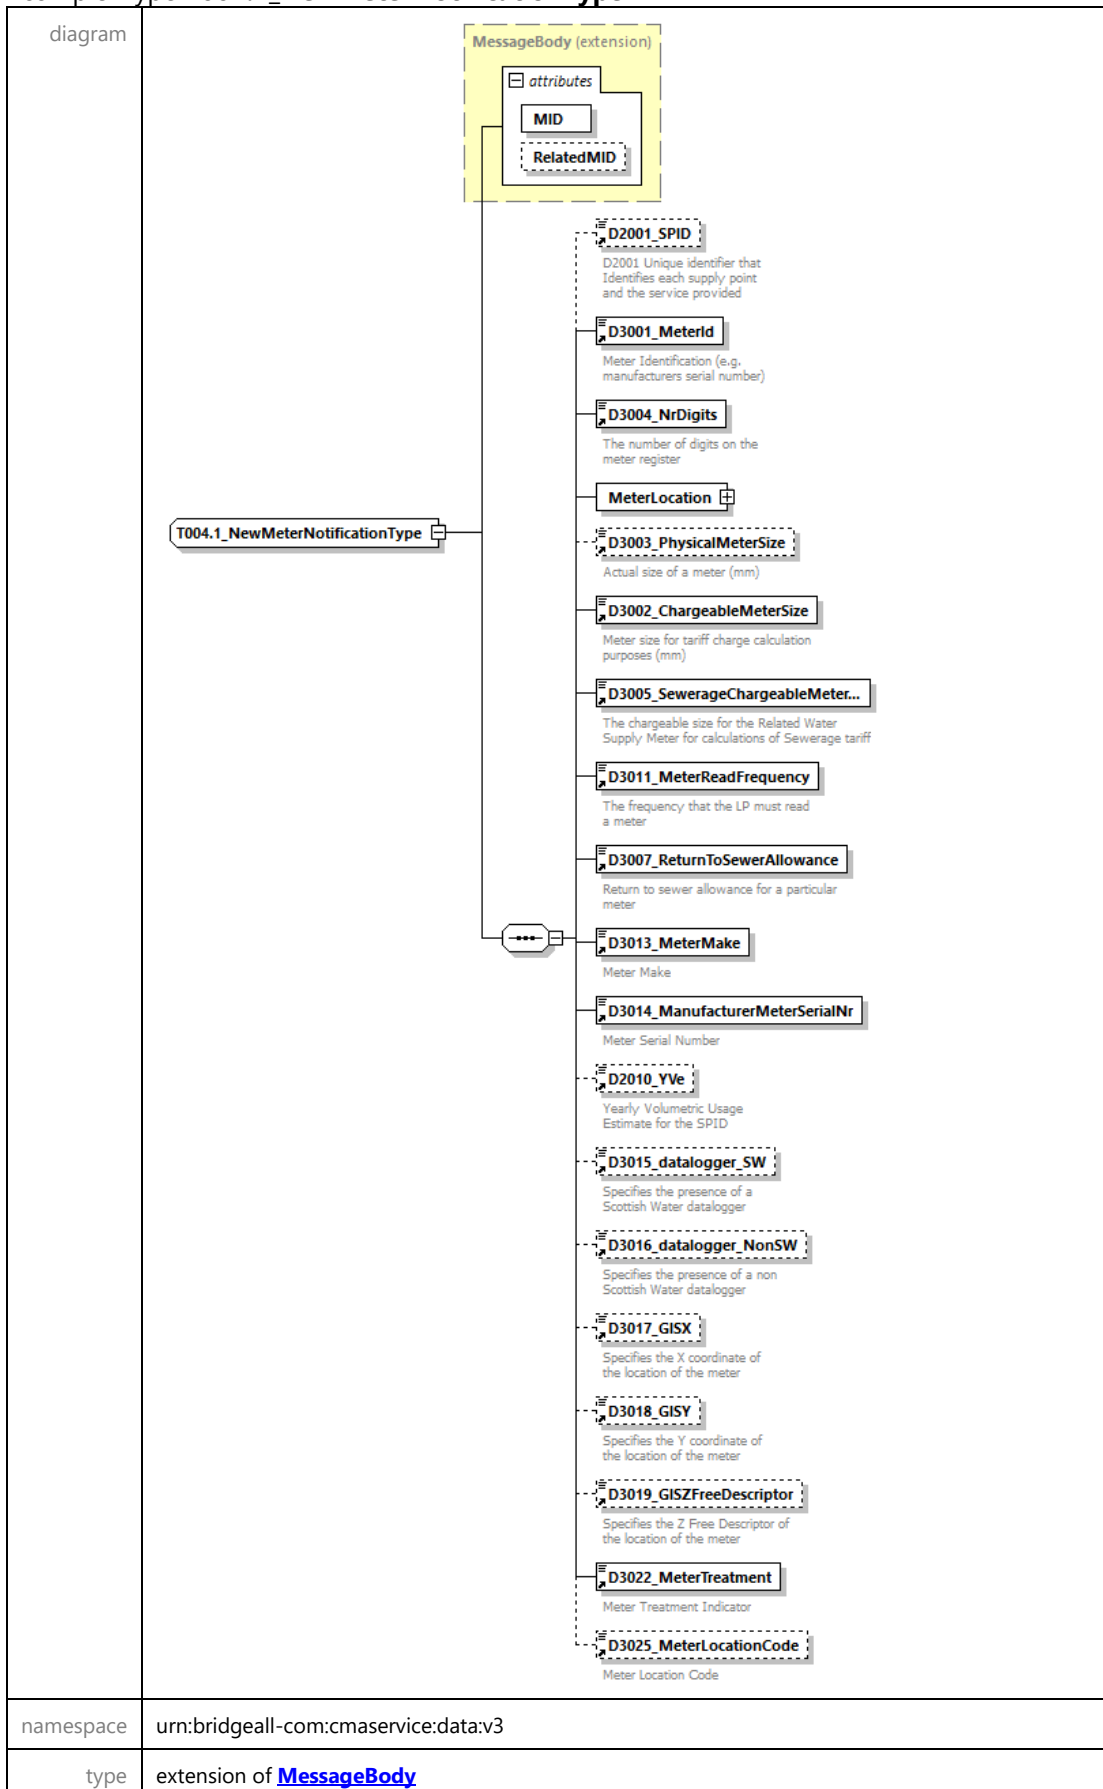 diagram
MessageBody (extension)
attributes
MID
RelatedMID
D2001_SPID
D2001 Unique identifier that
Identifies each supply point
and the service provided
D3001_MeterId
Meter Identification (e.g.
manufacturers serial number)
D3004_NrDigits
The number of digits on the
meter register
MeterLocation
T004.1_NewMeterNotificationType
D3003_PhysicalMeterSize
Actual size of a meter (mm)
D3002_ChargeableMeterSize
Meter size for tariff charge calculation
purposes (mm)
D3005_SewerageChargeableMeter...
The chargeable size for the Related Water
Supply Meter for calculations of Sewerage tariff
D3011_MeterReadFrequency
The frequency that the LP must read
a meter
D3007_ReturnToSewerAllowance
Return to sewer allowance for a particular
meter
D3013_MeterMake
Meter Make
D3014_ManufacturerMeterSerialNr
Meter Serial Number
D2010_YVe
Yearly Volumetric Usage
Estimate for the SPID
D3015_datalogger_SW
Specifies the presence of a
Scottish Water datalogger
D3016_datalogger_NonSW
Specifies the presence of a non
Scottish Water datalogger
D3017_GISX
Specifies the X coordinate of
the location of the meter
D3018_GISY
Specifies the Y coordinate of
the location of the meter
D3019_GISZFreeDescriptor
Specifies the Z Free Descriptor of
the location of the meter
D3022_MeterTreatment
Meter Treatment Indicator
D3025_MeterLocationCode
Meter Location Code
namespace urn:bridgeall-com:cmaservice:data:v3
type extension of MessageBody